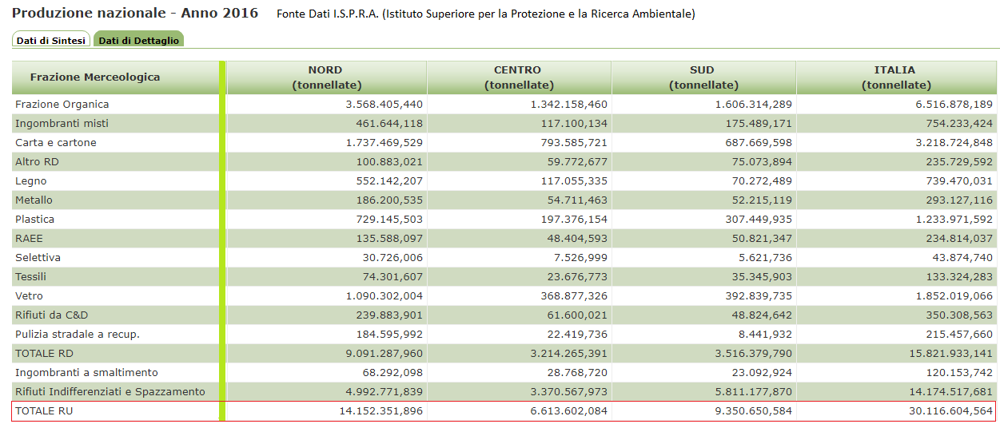 Produzione nazionale - Anno 2016 Fonte Dati I.S.P.R.A. (Istituto Superiore per la Protezione e la Ricerca Ambientale)
Dati di Sintesi Dati di Dettaglio
Frazione Merceologica NORD (tonnellate) CENTRO (tonnellate) SUD (tonnellate) ITALIA (tonnellate)
Frazione Organica 3.568.405,440 1.342.158,460 1.606.314,289 6.516.878,189
Ingombranti misti 461.644,118 117.100,134 175.489,171 754.233,424
Carta e cartone 1.737.469,529 793.585,721 687.669,598 3.218.724,848
Altro RD 100.883,021 59.772,677 75.073,894 235.729,592
Legno 552.142,207 117.055,335 70.272,489 739.470,031
Metallo 186.200,535 54.711,463 52.215,119 293.127,116
Plastica 729.145,503 197.376,154 307.449,935 1.233.971,592
RAEE 135.588,097 48.404,593 50.821,347 234.814,037
Selettiva 30.726,006 7.526,999 5.621,736 43.874,740
Tessili 74.301,607 23.676,773 35.345,903 133.324,283
Vetro 1.090.302,004 368.877,326 392.839,735 1.852.019,066
Rifiuti da C&D 239.883,901 61.600,021 48.824,642 350.308,563
Pulizia stradale a recup. 184.595,992 22.419,736 8.441,932 215.457,660
TOTALE RD 9.091.287,960 3.214.265,391 3.516.379,790 15.821.933,141
Ingombranti a smaltimento 68.292,098 28.768,720 23.092,924 120.153,742
Rifiuti Indifferenziati e Spazzamento 4.992.771,839 3.370.567,973 5.811.177,870 14.174.517,681
TOTALE RU 14.152.351,896 6.613.602,084 9.350.650,584 30.116.604,564